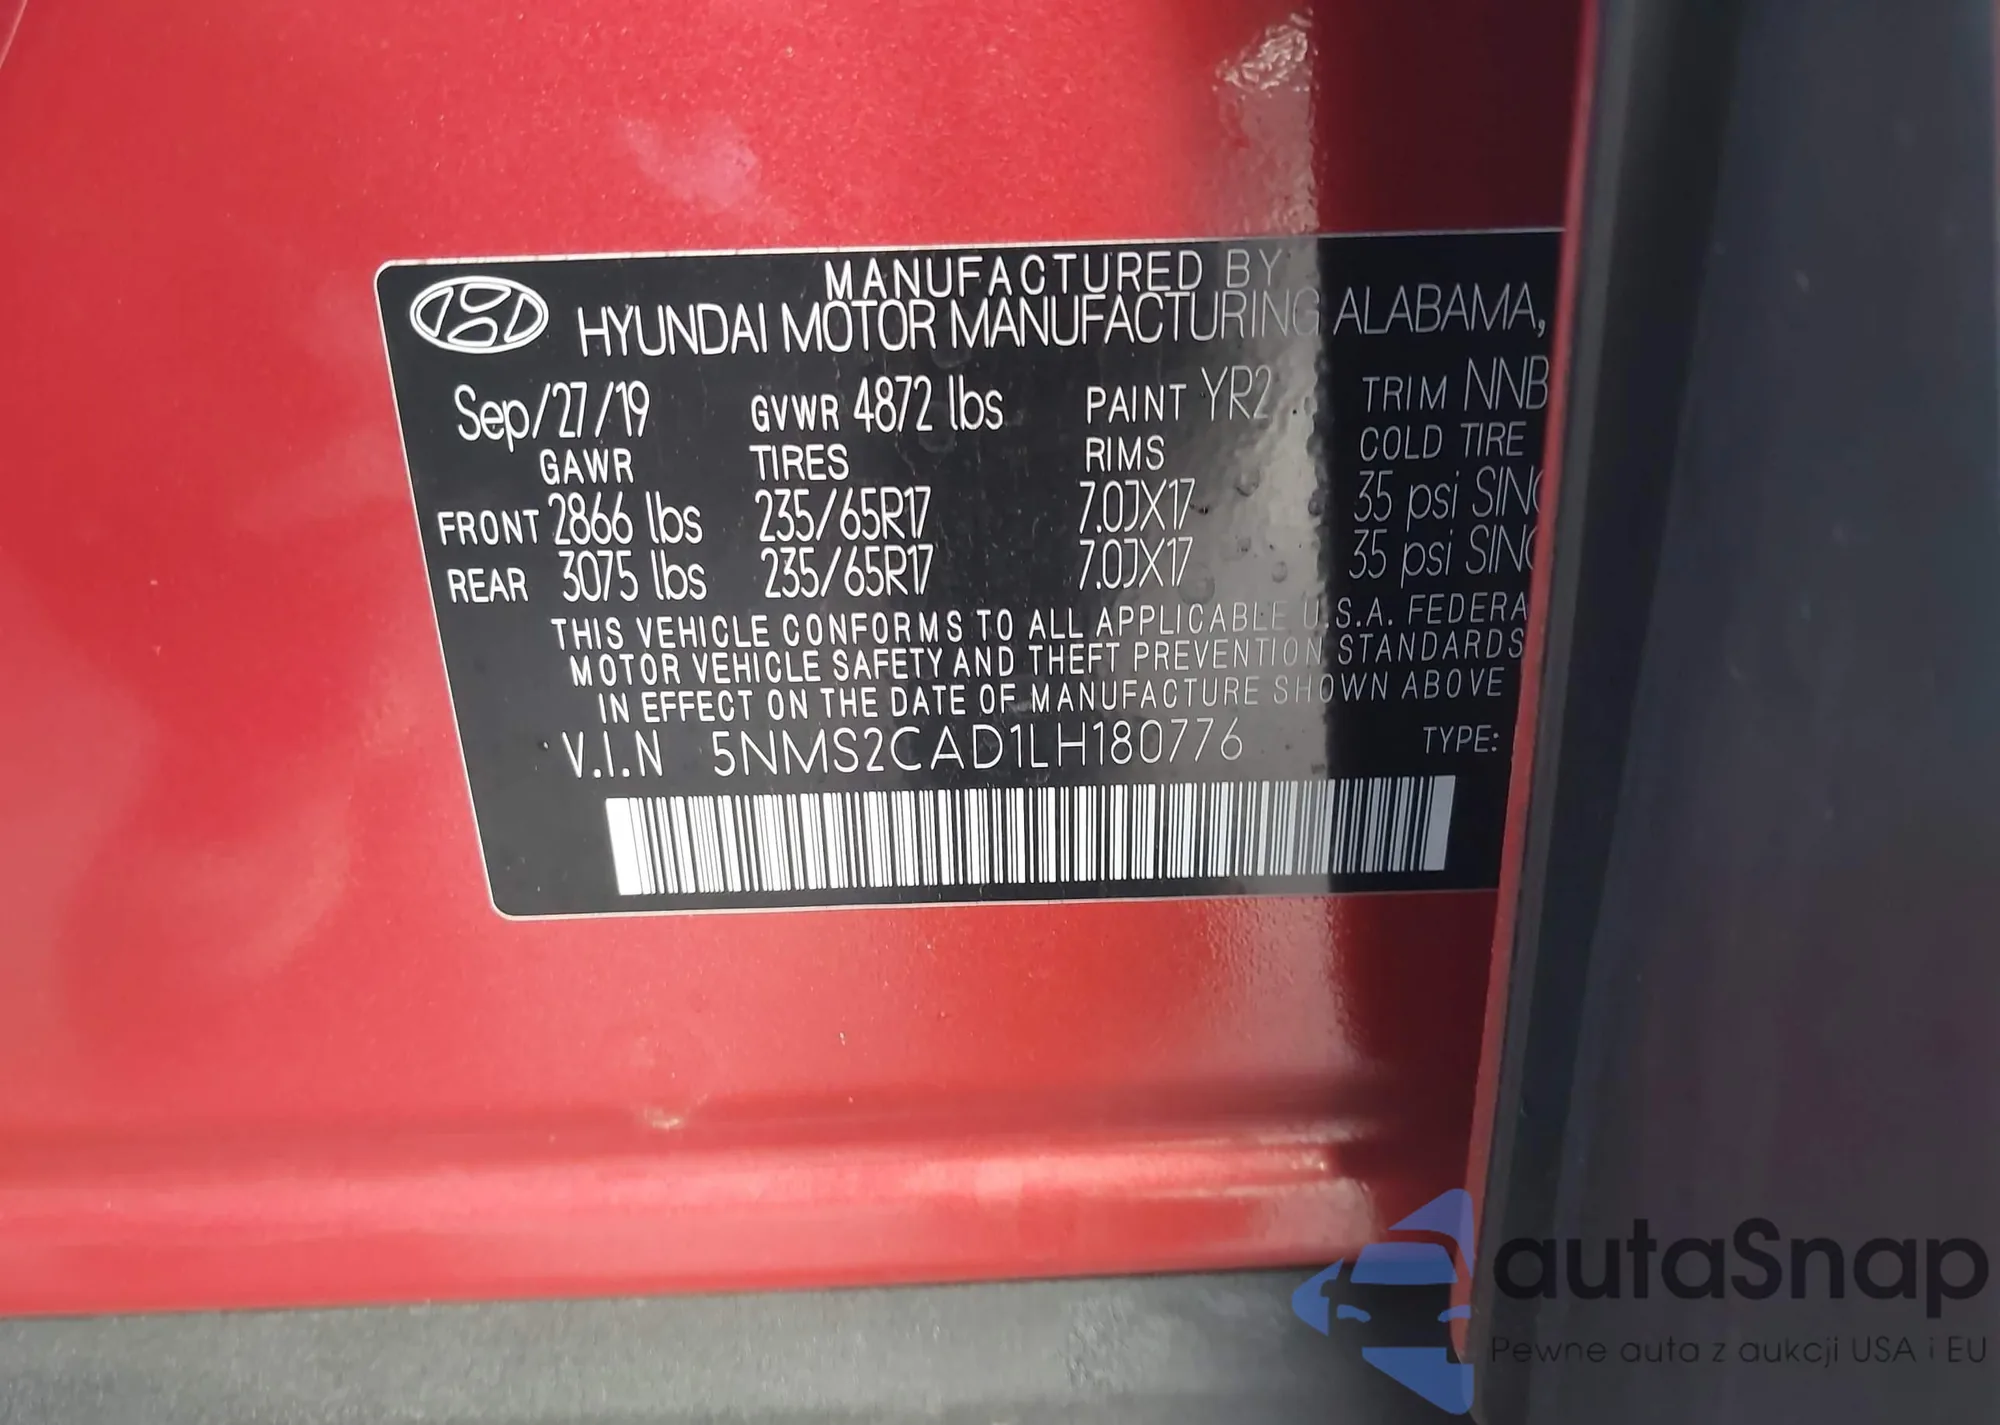 MANUFACTURED BY
HYUNDAI MOTOR MANUFACTURING ALABAMA,
Sep/27/19 GVWR 4872 lbs PAINT YR2 TRIM NNB
GAWR TIRES RIMS COLD TIRE
FRONT 2866 lbs 235/65R17 7.0JX17 35 psi
REAR 3075 lbs 235/65R17 7.0JX17 35 psi
THIS VEHICLE CONFORMS TO ALL APPLICABLE U.S.A. FEDERA
MOTOR VEHICLE SAFETY AND THEFT PREVENTION STANDARDS
IN EFFECT ON THE DATE OF MANUFACTURE SHOWN ABOVE
V.I.N 5NMS2CAD1LH180776 TYPE:
autaSnap
Pewne auta z aukcji USA i EU